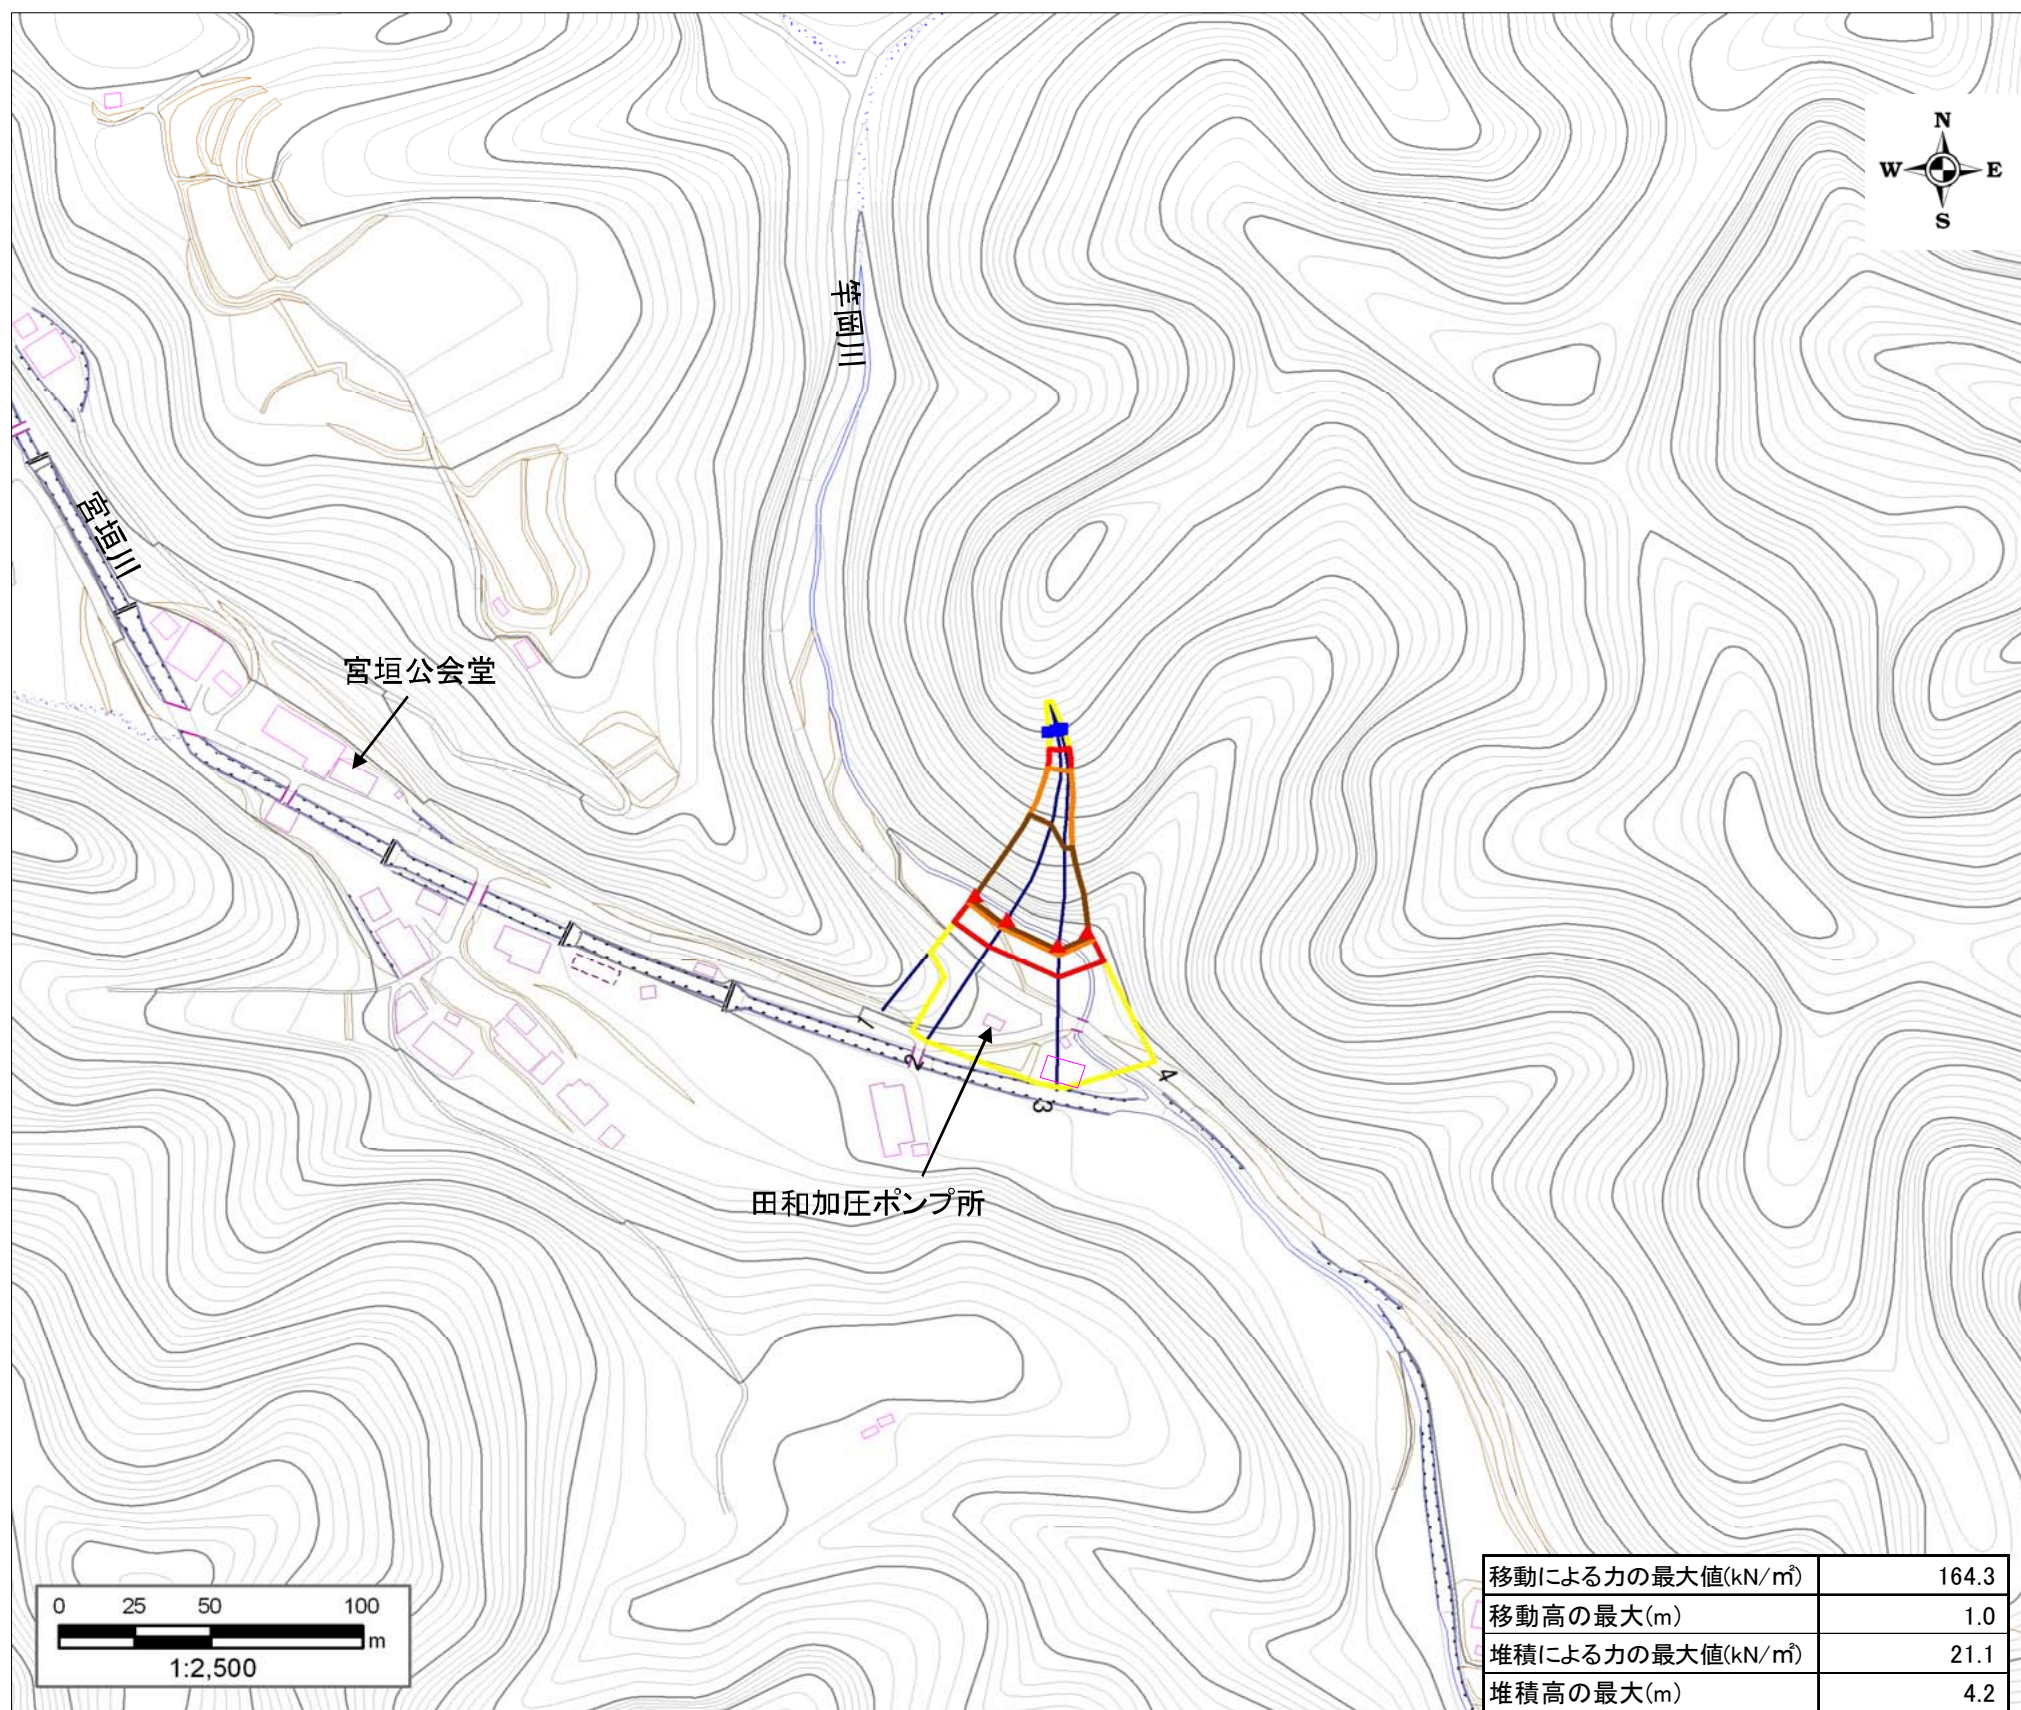 N
W E
S
竿岡川
宮垣川
宮垣公会堂
1
2
3
4
田和加圧ポンプ所
移動による力の最大値(kN/㎡) 164.3
移動高の最大(m) 1.0
堆積による力の最大値(kN/㎡) 21.1
堆積高の最大(m) 4.2
0 25 50 100
m
1:2,500